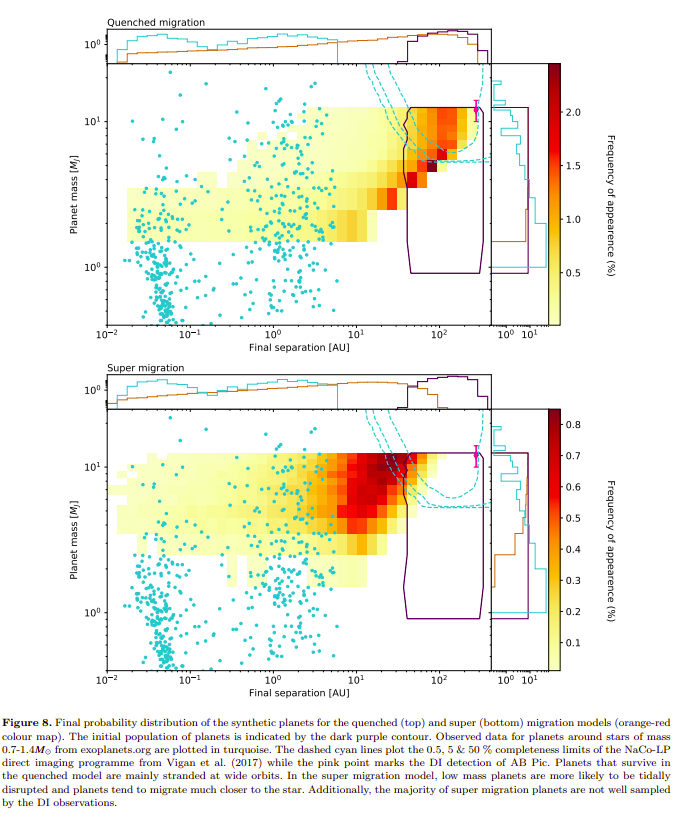 Quenched migration
10⁰
10¹
10⁰
Planet mass [M_J]
10⁻² 10⁻¹ 10⁰ 10¹ 10²
Final separation [AU]
10⁰ 10¹
2.0
1.5
1.0
0.5
Frequency of appearence (%)
Super migration
10⁰
10¹
10⁰
Planet mass [M_J]
10⁻² 10⁻¹ 10⁰ 10¹ 10²
Final separation [AU]
10⁰ 10¹
0.8
0.7
0.6
0.5
0.4
0.3
0.2
0.1
Frequency of appearence (%)
Figure 8. Final probability distribution of the synthetic planets for the quenched (top) and super (bottom) migration models (orange-red
colour map). The initial population of planets is indicated by the dark purple contour. Observed data for planets around stars of mass
0.7-1.4M⊙ from exoplanets.org are plotted in turquoise. The dashed cyan lines plot the 0.5, 5 & 50 % completeness limits of the NaCo-LP
direct imaging programme from Vigan et al. (2017) while the pink point marks the DI detection of AB Pic. Planets that survive in
the quenched model are mainly stranded at wide orbits. In the super migration model, low mass planets are more likely to be tidally
disrupted and planets tend to migrate much closer to the star. Additionally, the majority of super migration planets are not well sampled
by the DI observations.